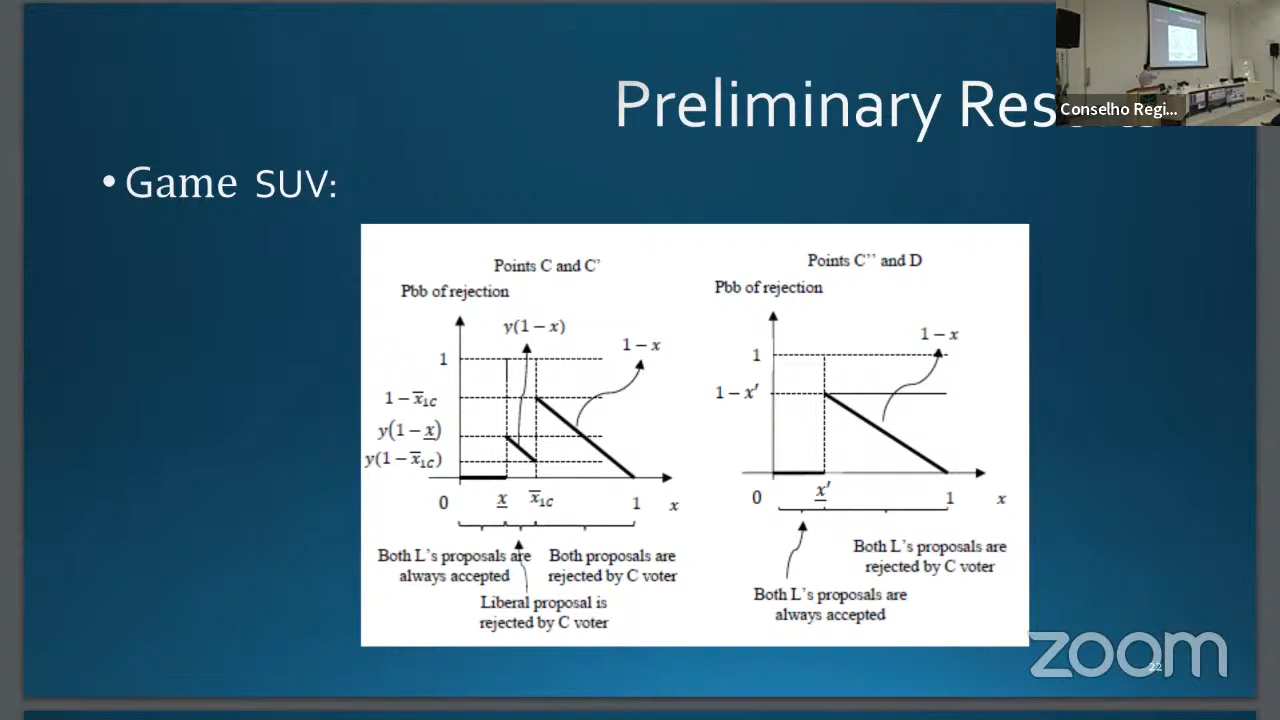 Preliminary Res
Conselho Regi...
• Game SUV:
Points C and C’
Pbb of rejection
y(1 − x)
1 − x
1
1 − x̅₁C
y(1 − x̲)
y(1 − x̅₁C)
0
x̲
x̅₁C
1
x
Both L’s proposals are
always accepted
Both proposals are
rejected by C voter
Liberal proposal is
rejected by C voter
Points C’’ and D
Pbb of rejection
1 − x
1
1 − x′
0
x̲′
1
x
Both L’s proposals are
rejected by C voter
Both L’s proposals are
always accepted
zoom
22